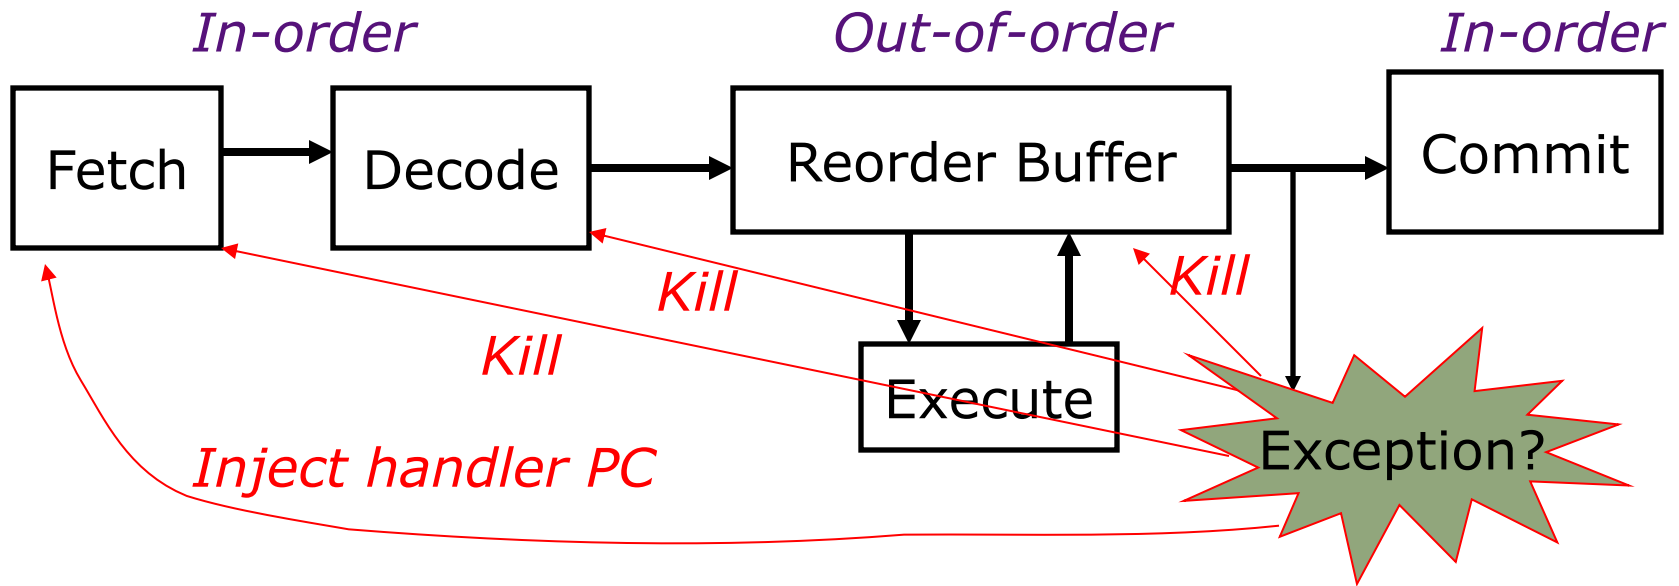 In-order
Out-of-order
In-order
Fetch
Decode
Reorder Buffer
Commit
Kill
Kill
Kill
Execute
Inject handler PC
Exception?